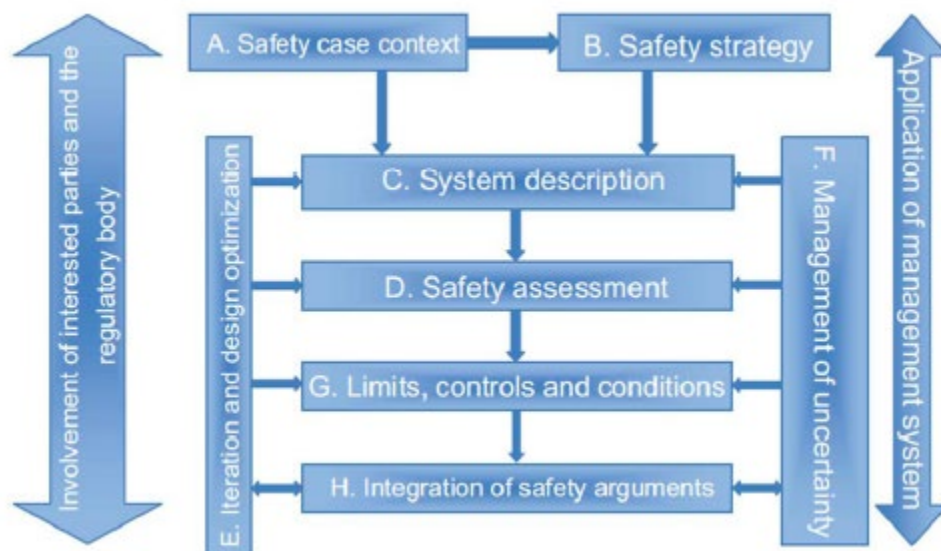 A. Safety case context
B. Safety strategy
Involvement of interested parties and the
regulatory body
E. Iteration and design optimization
C. System description
D. Safety assessment
G. Limits, controls and conditions
H. Integration of safety arguments
F. Management of uncertainty
Application of management system